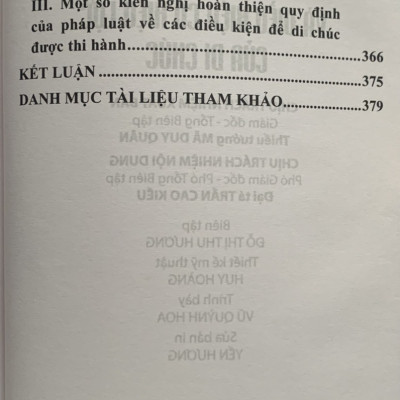 III. Một số kiến nghị hoàn thiện quy định
của pháp luật về các điều kiện để di chúc
được thi hành.......................................366
KẾT LUẬN..........................................375
DANH MỤC TÀI LIỆU THAM KHẢO................379
CỦA DI CHÚC
Giám đốc - Tổng Biên tập
Thiếu tướng MÃ DUY QUÂN
CHỊU TRÁCH NHIỆM NỘI DUNG
Phó Giám đốc - Phó Tổng Biên tập
Đại tá TRẦN CAO KIỀU
Biên tập
ĐỖ THỊ THU HƯƠNG
Thiết kế mỹ thuật
HUY HOÀNG
Trình bày
VŨ QUỲNH HOA
Sửa bản in
YẾN HƯƠNG